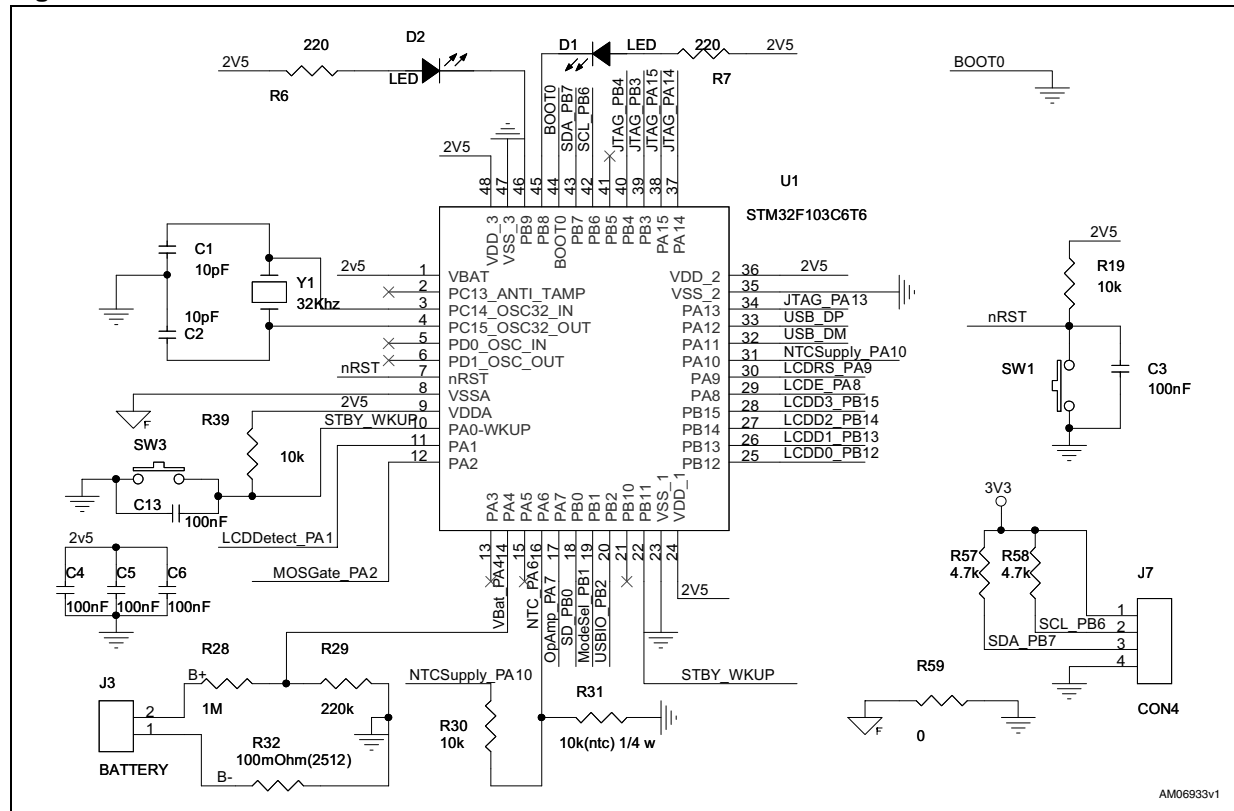 220
D2
D1
LED
220
2V5
2V5
LED
R6
R7
BOOT0
BOOT0
SDA_PB7
SCL_PB6
JTAG_PB4
JTAG_PB3
JTAG_PA15
JTAG_PA14
2V5
48
47
46
45
44
43
42
41
40
39
38
37
U1
STM32F103C6T6
VDD_3
VSS_3
PB9
PB8
BOOT0
PB7
PB6
PB5
PB4
PB3
PA15
PA14
C1
10pF
10pF
C2
Y1
32Khz
2v5
1 VBAT
2 PC13_ANTI_TAMP
3 PC14_OSC32_IN
4 PC15_OSC32_OUT
5 PD0_OSC_IN
6 PD1_OSC_OUT
nRST 7 nRST
8 VSSA
2V5 9 VDDA
STBY_WKUP 10 PA0-WKUP
11 PA1
12 PA2
VDD_2 36 2V5
VSS_2 35
PA13 34 JTAG_PA13
PA12 33 USB_DP
PA11 32 USB_DM
PA10 31 NTCSupply_PA10
PA9 30 LCDRS_PA9
PA8 29 LCDE_PA8
PB15 28 LCDD3_PB15
PB14 27 LCDD2_PB14
PB13 26 LCDD1_PB13
PB12 25 LCDD0_PB12
2V5
R19
10k
nRST
SW1
C3
100nF
F
R39
10k
SW3
C13
100nF
LCDDetect_PA1
MOSGate_PA2
2v5
C4
C5
C6
100nF
100nF
100nF
PA3
PA4
PA5
PA6
PA7
PB0
PB1
PB2
PB10
PB11
VSS_1
VDD_1
13
14
15
16
17
18
19
20
21
22
23
24
VBat_PA4
NTC_PA6
OpAmp_PA7
SD_PB0
ModeSel_PB1
USBIO_PB2
2V5
STBY_WKUP
3V3
R57
4.7k
R58
4.7k
J7
1
SCL_PB6 2
SDA_PB7 3
4
CON4
R59
0
F
R28
R29
J3
B+
1M
220k
2
1
R32
100mOhm(2512)
BATTERY
B-
NTCSupply_PA10
R30
10k
R31
10k(ntc) 1/4 w
AM06933v1